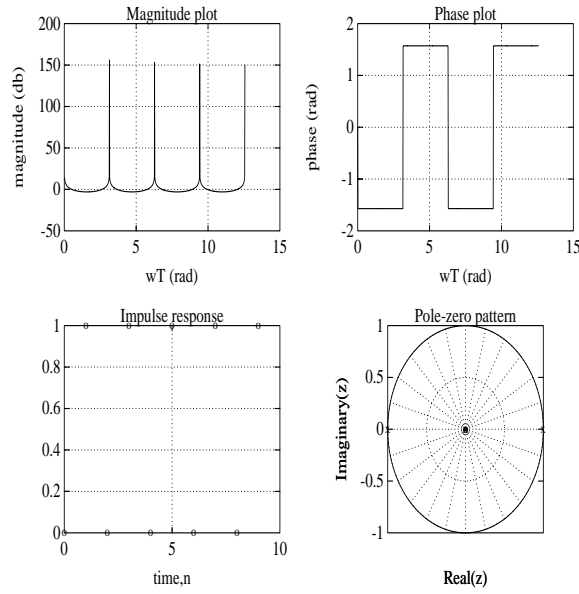 Magnitude plot
200
150
100
50
0
-50
magnitude (db)
0 5 10 15
wT (rad)
Phase plot
2
1
0
-1
-2
phase (rad)
0 5 10 15
wT (rad)
Impulse response
1
0.8
0.6
0.4
0.2
0
0 5 10
time,n
Pole-zero pattern
1
0.5
0
-0.5
-1
Imaginary(z)
Real(z)